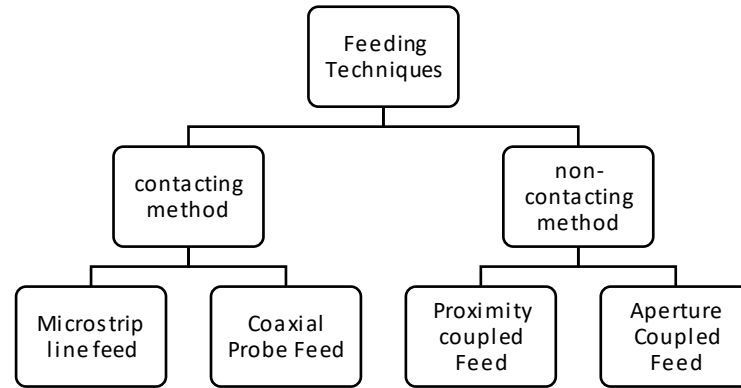 Feeding
Techniques
contacting
method
non-
contacting
method
Microstrip
line feed
Coaxial
Probe Feed
Proximity
coupled
Feed
Aperture
Coupled
Feed